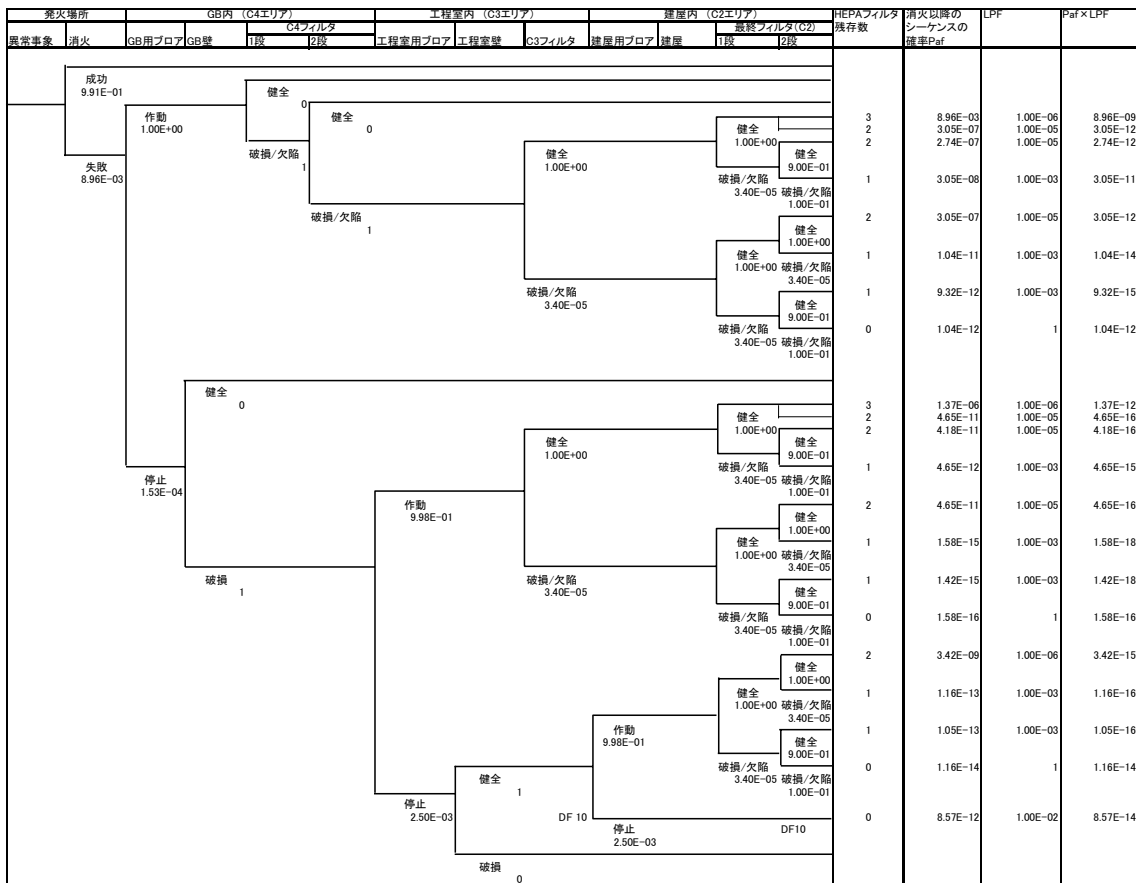 発火場所 GB内 (C4エリア) 工程室内 (C3エリア) 建屋内 (C2エリア) HEPAフィルタ 消火以降の LPF Paf×LPF
C4フィルタ 最終フィルタ(C2) 残存数 シーケンスの
異常事象 消火 GB用ブロア GB壁 1段 2段 工程室用ブロア 工程室壁 C3フィルタ 建屋用ブロア 建屋 1段 2段 確率Paf
成功
9.91E-01 健全
0
作動 健全
1.00E+00 0 3 8.96E-03 1.00E-06 8.96E-09
健全 2 3.05E-07 1.00E-05 3.05E-12
1.00E+00 2 2.74E-07 1.00E-05 2.74E-12
破損/欠陥 健全 健全
失敗 1 1.00E+00 9.00E-01
8.96E-03 破損/欠陥 1 3.05E-08 1.00E-03 3.05E-11
3.40E-05 破損/欠陥
1.00E-01
破損/欠陥 2 3.05E-07 1.00E-05 3.05E-12
1 健全
1.00E+00
健全 1 1.04E-11 1.00E-03 1.04E-14
1.00E+00 破損/欠陥
3.40E-05
破損/欠陥 1 9.32E-12 1.00E-03 9.32E-15
3.40E-05 健全
9.00E-01
破損/欠陥 0 1.04E-12 1 1.04E-12
3.40E-05 破損/欠陥
1.00E-01
健全
0 3 1.37E-06 1.00E-06 1.37E-12
健全 2 4.65E-11 1.00E-05 4.65E-16
1.00E+00 2 4.18E-11 1.00E-05 4.18E-16
健全 健全
1.00E+00 9.00E-01
破損/欠陥 1 4.65E-12 1.00E-03 4.65E-15
停止 3.40E-05 破損/欠陥
1.53E-04 1.00E-01
作動 2 4.65E-11 1.00E-05 4.65E-16
9.98E-01 健全
1.00E+00
健全 1 1.58E-15 1.00E-03 1.58E-18
1.00E+00 破損/欠陥
3.40E-05
破損 破損/欠陥 1 1.42E-15 1.00E-03 1.42E-18
1 3.40E-05 健全
9.00E-01
破損/欠陥 0 1.58E-16 1 1.58E-16
3.40E-05 破損/欠陥
1.00E-01
2 3.42E-09 1.00E-06 3.42E-15
健全
1.00E+00
健全 1 1.16E-13 1.00E-03 1.16E-16
1.00E+00 破損/欠陥
3.40E-05
作動 1 1.05E-13 1.00E-03 1.05E-16
9.98E-01 健全
9.00E-01
破損/欠陥 0 1.16E-14 1 1.16E-14
健全 3.40E-05 破損/欠陥
1 1.00E-01
停止
2.50E-03 DF 10 0 8.57E-12 1.00E-02 8.57E-14
停止 DF10
2.50E-03
破損
0